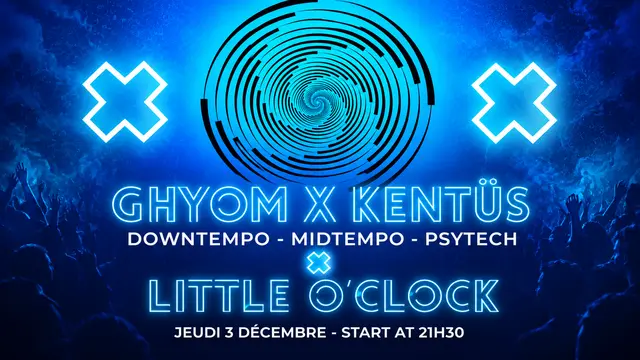 GHYOM X KENTÜS
DOWNTEMPO - MIDTEMPO - PSYTECH
LITTLE O'CLOCK
JEUDI 3 DÉCEMBRE - START AT 21H30